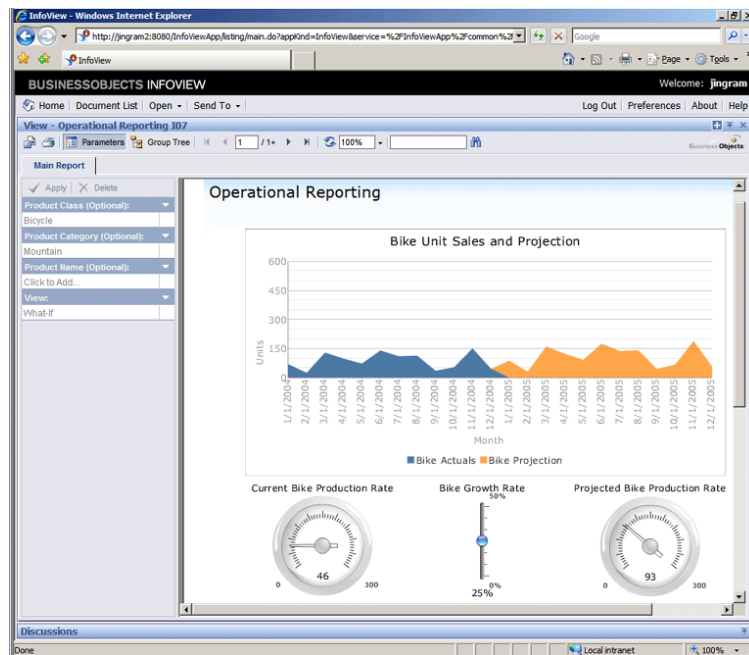 InfoView - Windows Internet Explorer
http://jingram2:8080/InfoViewApp/listing/main.do?appKind=InfoView&service=%2FInfoViewApp%2Fcommon%2
Google
InfoView
Page
Tools
BUSINESSOBJECTS INFOVIEW
Welcome: jingram
Home Document List Open Send To
Log Out Preferences About Help
View - Operational Reporting I07
Parameters Group Tree 1 /1+ 100%
Business Objects
Main Report
Apply Delete
Product Class (Optional):
Bicycle
Product Category (Optional):
Mountain
Product Name (Optional):
Click to Add...
View:
What-If
Operational Reporting
Bike Unit Sales and Projection
600
450
300
150
0
Units
1/1/2004
2/1/2004
3/1/2004
4/1/2004
5/1/2004
6/1/2004
7/1/2004
8/1/2004
9/1/2004
10/1/2004
11/1/2004
12/1/2004
1/1/2005
2/1/2005
3/1/2005
4/1/2005
5/1/2005
6/1/2005
7/1/2005
8/1/2005
9/1/2005
10/1/2005
11/1/2005
12/1/2005
Month
Bike Actuals Bike Projection
Current Bike Production Rate
46
0 300
Bike Growth Rate
50%
0%
25%
Projected Bike Production Rate
93
0 300
Discussions
Done
Local intranet
100%